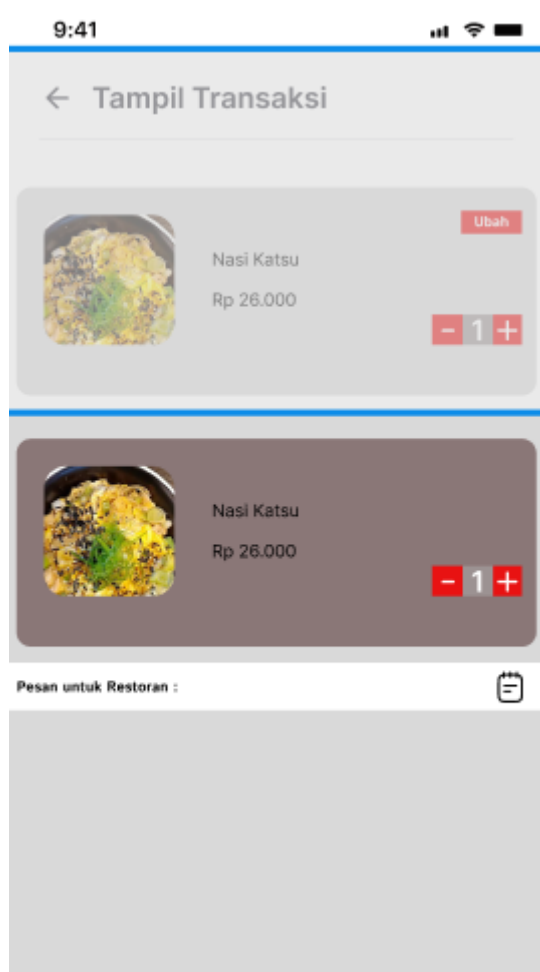 9:41
← Tampil Transaksi
Ubah
Nasi Katsu
Rp 26.000
- 1 +
Nasi Katsu
Rp 26.000
- 1 +
Pesan untuk Restoran :